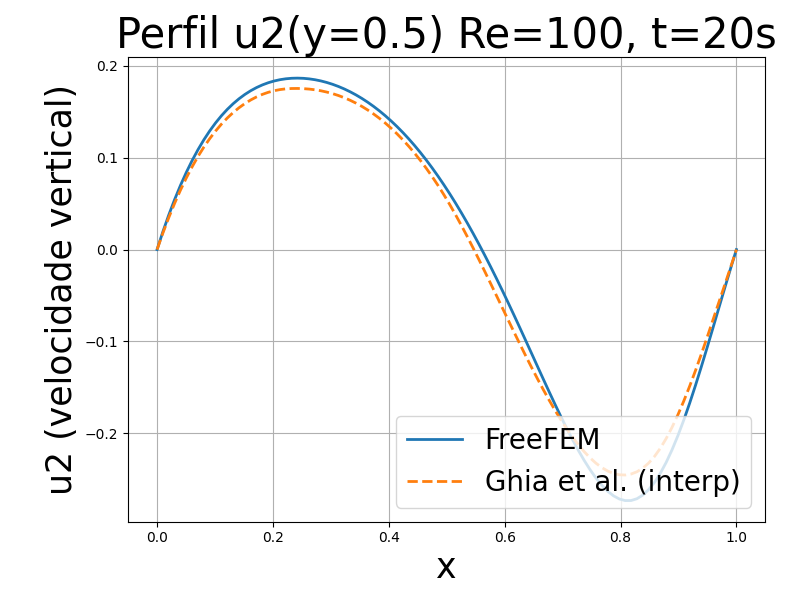 Perfil u2(y=0.5) Re=100, t=20s
u2 (velocidade vertical)
0.2
0.1
0.0
−0.1
−0.2
FreeFEM
Ghia et al. (interp)
0.0 0.2 0.4 0.6 0.8 1.0
x